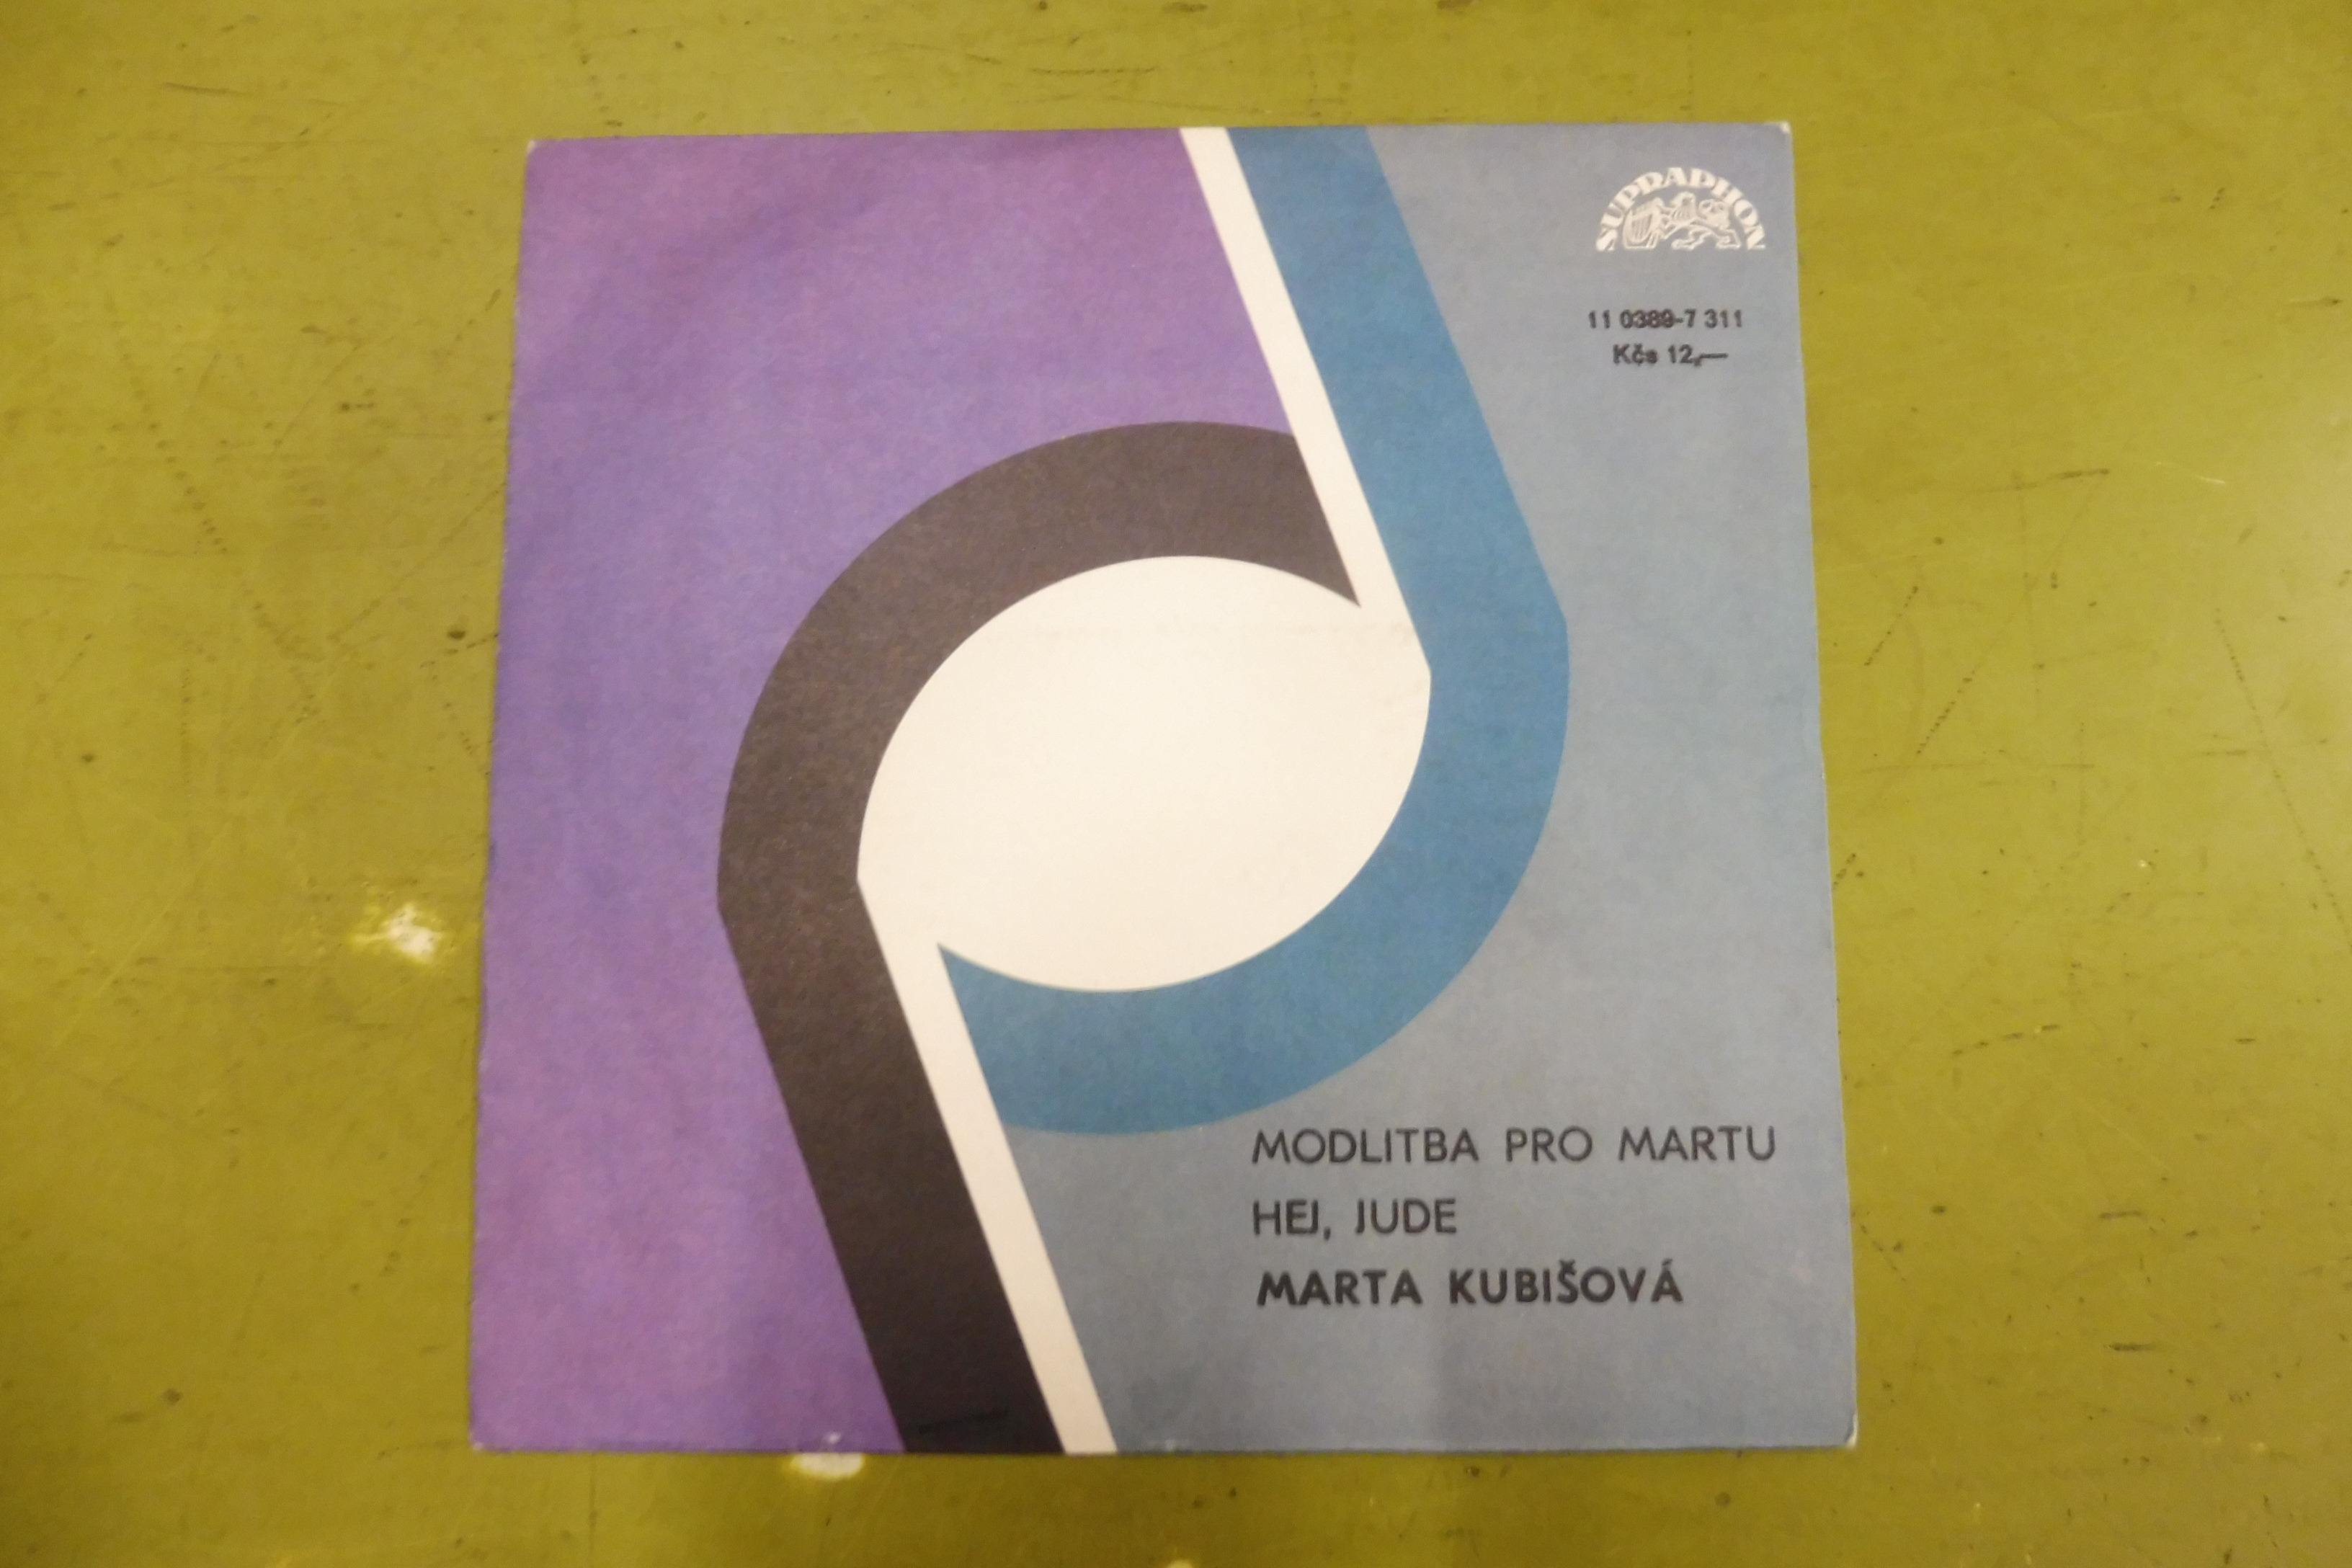 SUPRAPHON
11 0389-7 311
Kčs 12,—
MODLITBA PRO MARTU
HEJ, JUDE
MARTA KUBIŠOVÁ